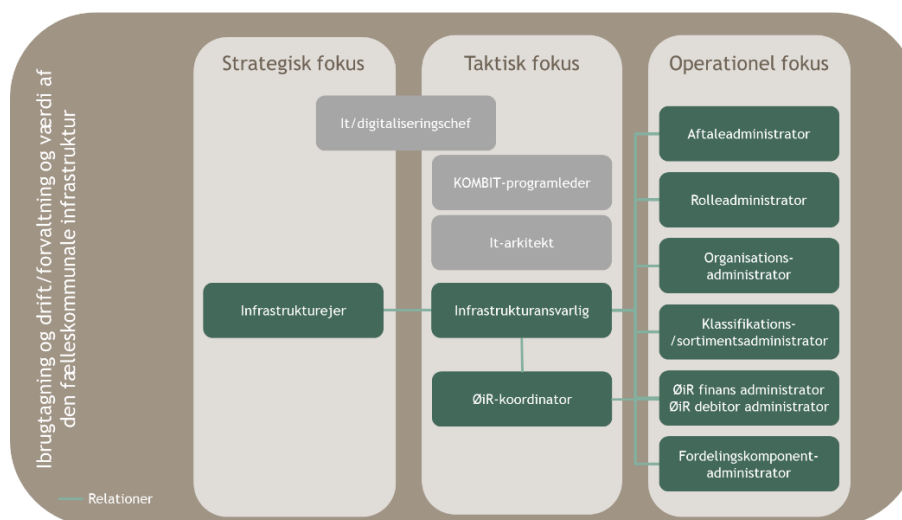 Ibrugtagning og drift/forvaltning og værdi af
den fælleskommunale infrastruktur
Strategisk fokus
Taktisk fokus
Operationel fokus
It/digitaliseringschef
KOMBIT-programleder
It-arkitekt
Infrastrukturejer
Infrastrukturansvarlig
ØiR-koordinator
Aftaleadministrator
Rolleadministrator
Organisations-
administrator
Klassifikations-
/sortimentsadministrator
ØiR finans administrator
ØiR debitor administrator
Fordelingskomponent-
administrator
Relationer